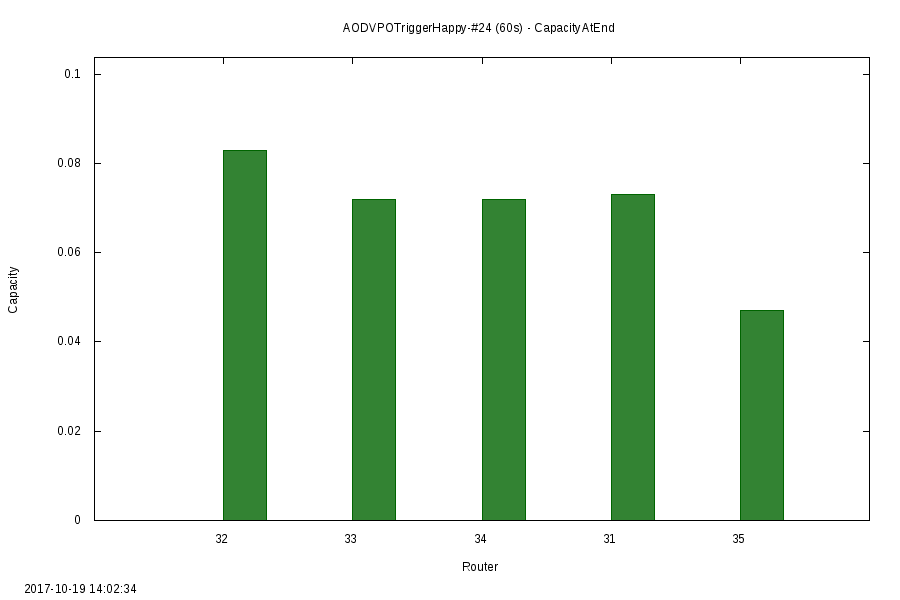 AODVPOTriggerHappy-#24 (60s) - CapacityAtEnd
0.1
0.08
0.06
0.04
0.02
0
Capacity
32 33 34 31 35
Router
2017-10-19 14:02:34